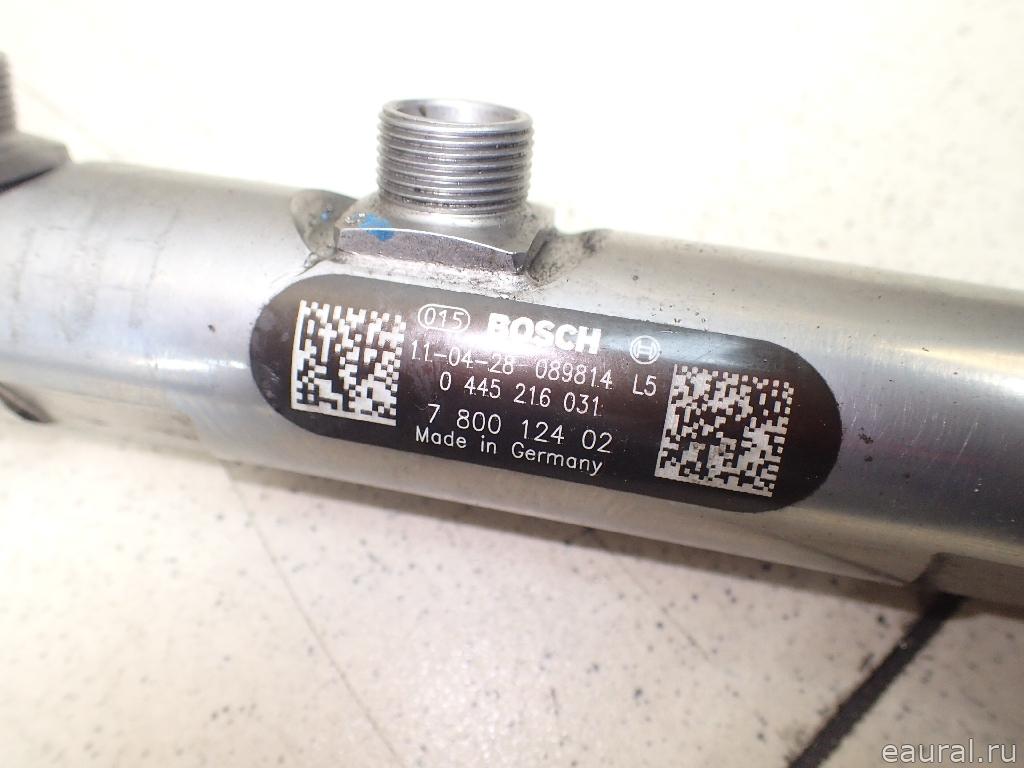 015 BOSCH
11-04-28 089814 L5
0 445 216 031
7 800 124 02
Made in Germany
eaural.ru